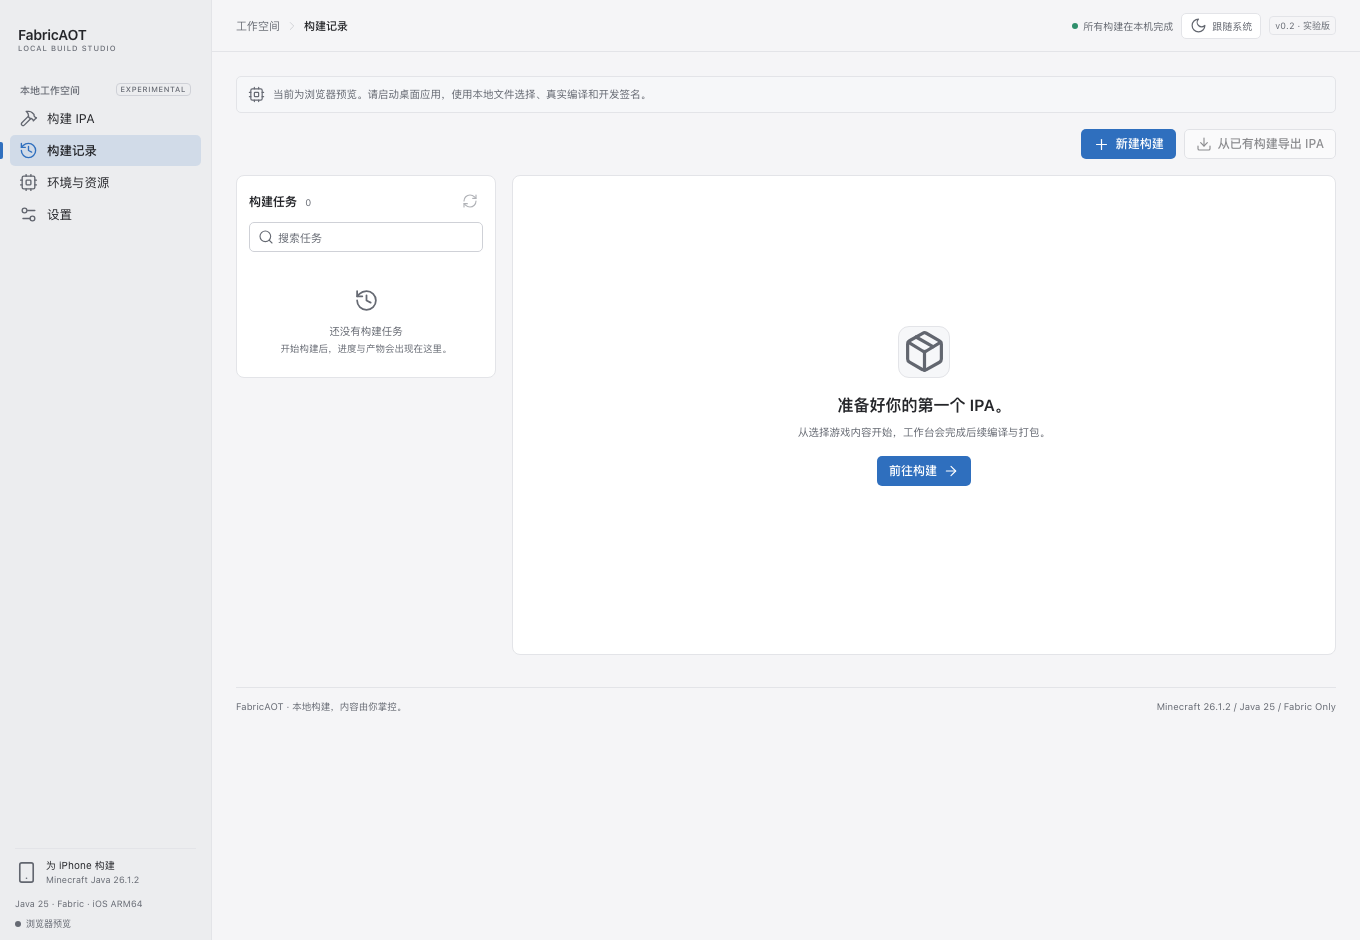 FabricAOT
LOCAL BUILD STUDIO
本地工作空间
EXPERIMENTAL
构建 IPA
构建记录
环境与资源
设置
为 iPhone 构建
Minecraft Java 26.1.2
Java 25 · Fabric · iOS ARM64
浏览器预览
工作空间
构建记录
所有构建在本机完成
跟随系统
v0.2 · 实验版
当前为浏览器预览。请启动桌面应用，使用本地文件选择、真实编译和开发签名。
新建构建
从已有构建导出 IPA
构建任务 0
搜索任务
还没有构建任务
开始构建后，进度与产物会出现在这里。
准备好你的第一个 IPA。
从选择游戏内容开始，工作台会完成后续编译与打包。
前往构建
FabricAOT · 本地构建，内容由你掌控。
Minecraft 26.1.2 / Java 25 / Fabric Only